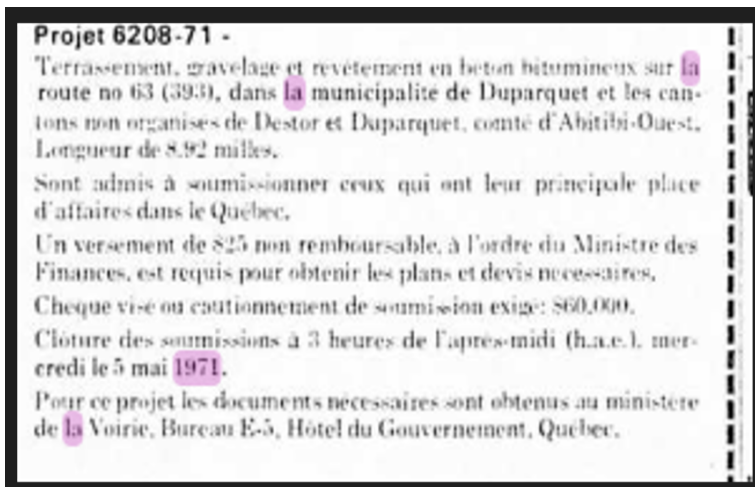 Projet 6208-71 -
Terrassement, gravelage et revêtement en béton bitumineux sur la
route no 63 (393), dans la municipalité de Duparquet et les can-
tons non organisés de Destor et Duparquet, comté d'Abitibi-Ouest.
Longueur de 8.92 milles.
Sont admis à soumissionner ceux qui ont leur principale place
d'affaires dans le Québec.
Un versement de $25 non remboursable, à l'ordre du Ministre des
Finances, est requis pour obtenir les plans et devis nécessaires.
Chèque visé ou cautionnement de soumission exigé: $60,000.
Clôture des soumissions à 3 heures de l'après-midi (h.a.e.), mer-
credi le 5 mai 1971.
Pour ce projet les documents nécessaires sont obtenus au ministère
de la Voirie, Bureau E-5, Hôtel du Gouvernement, Québec.